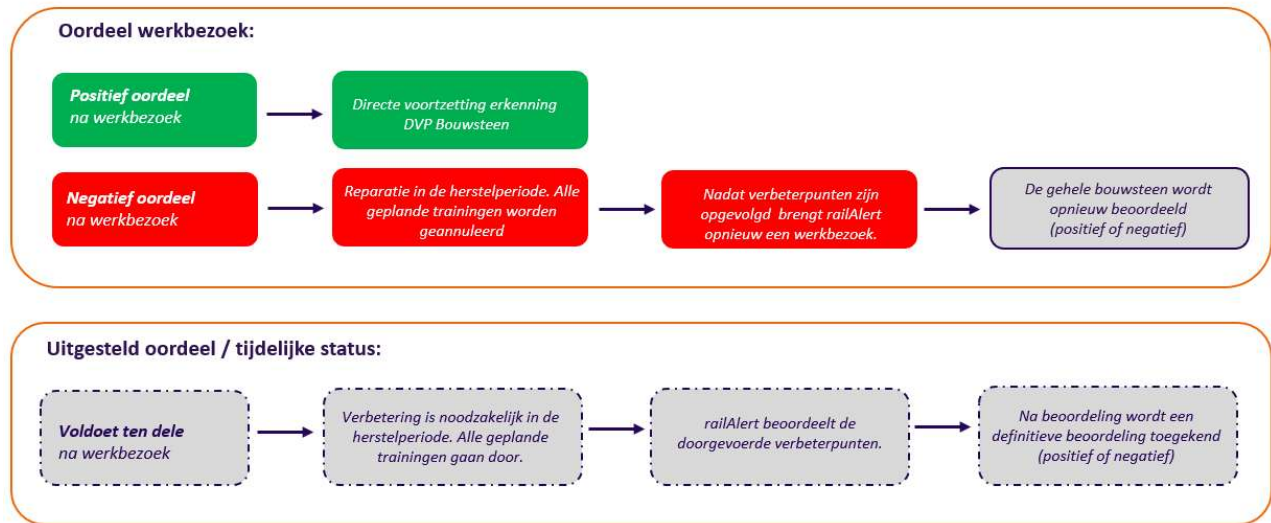 Oordeel werkbezoek:
Positief oordeel
na werkbezoek
Directe voortzetting erkenning
DVP Bouwsteen
Negatief oordeel
na werkbezoek
Reparatie in de herstelperiode. Alle
geplande trainingen worden
geannuleerd
Nadat verbeterpunten zijn
opgevolgd brengt railAlert
opnieuw een werkbezoek.
De gehele bouwsteen wordt
opnieuw beoordeeld
(positief of negatief)
Uitgesteld oordeel / tijdelijke status:
Voldoet ten dele
na werkbezoek
Verbetering is noodzakelijk in de
herstelperiode. Alle geplande
trainingen gaan door.
railAlert beoordeelt de
doorgevoerde verbeterpunten.
Na beoordeling wordt een
definitieve beoordeling toegekend
(positief of negatief)